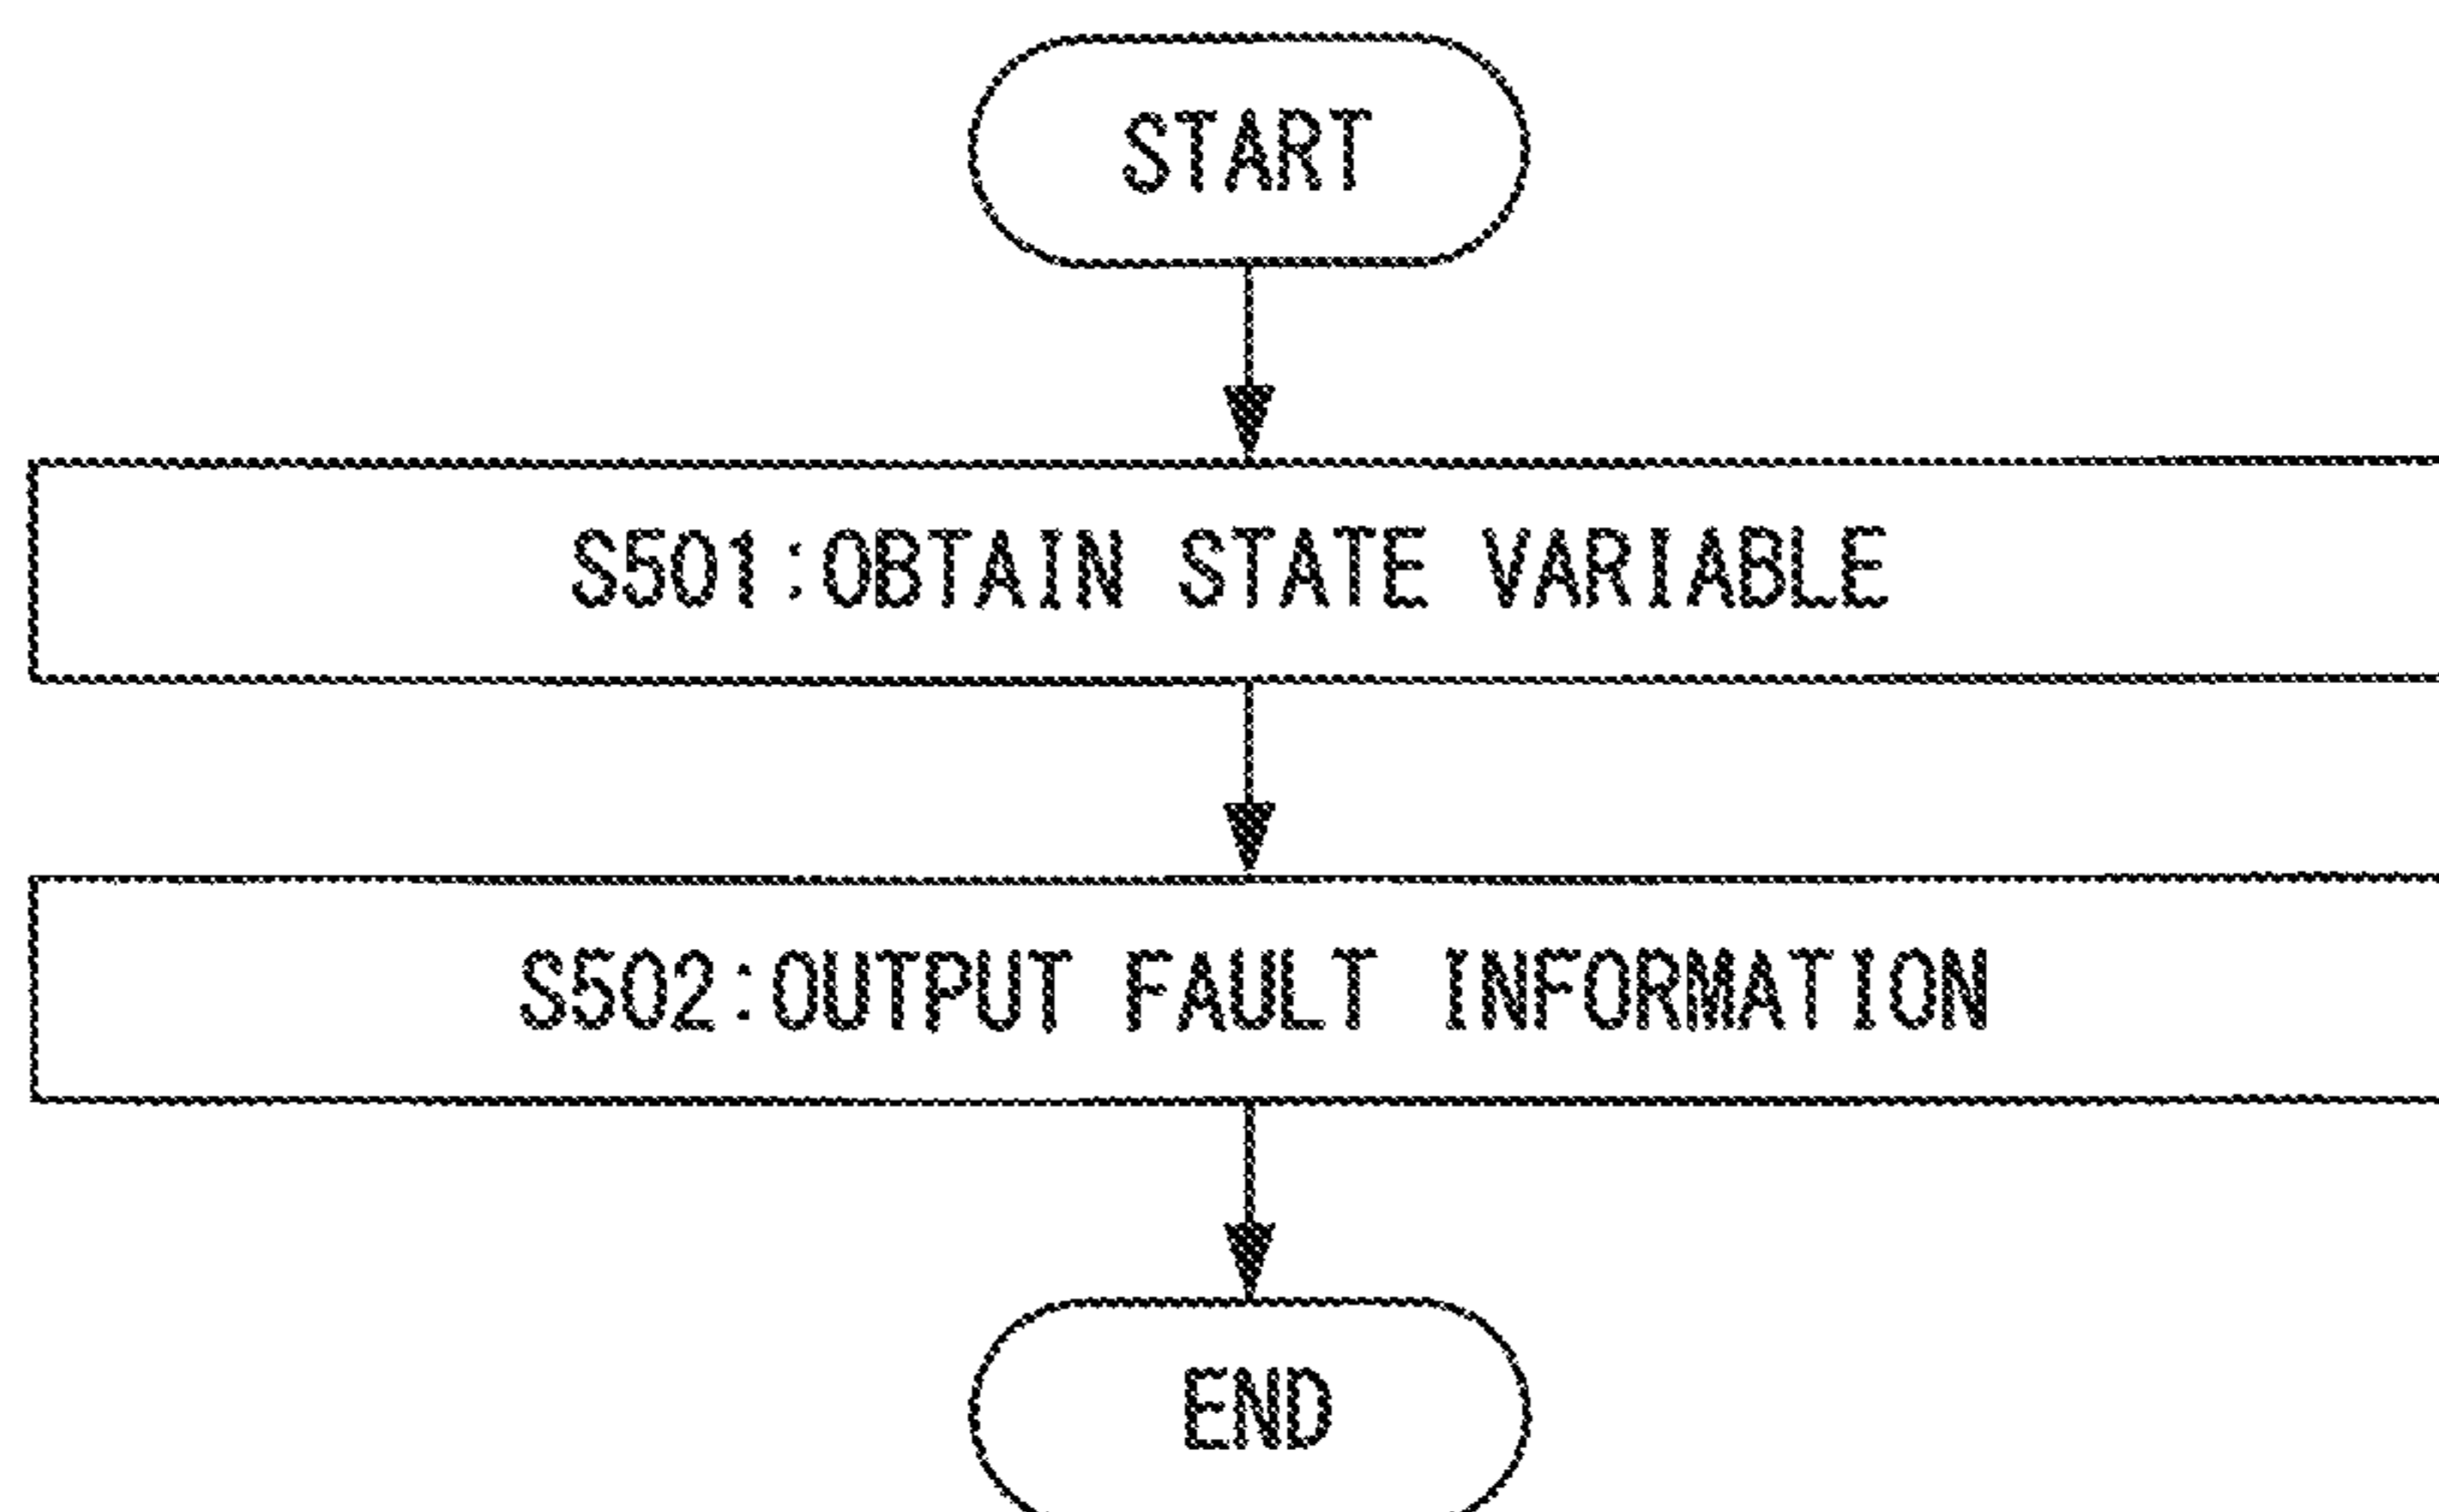 START
S501:OBTAIN STATE VARIABLE
S502:OUTPUT FAULT INFORMATION
END